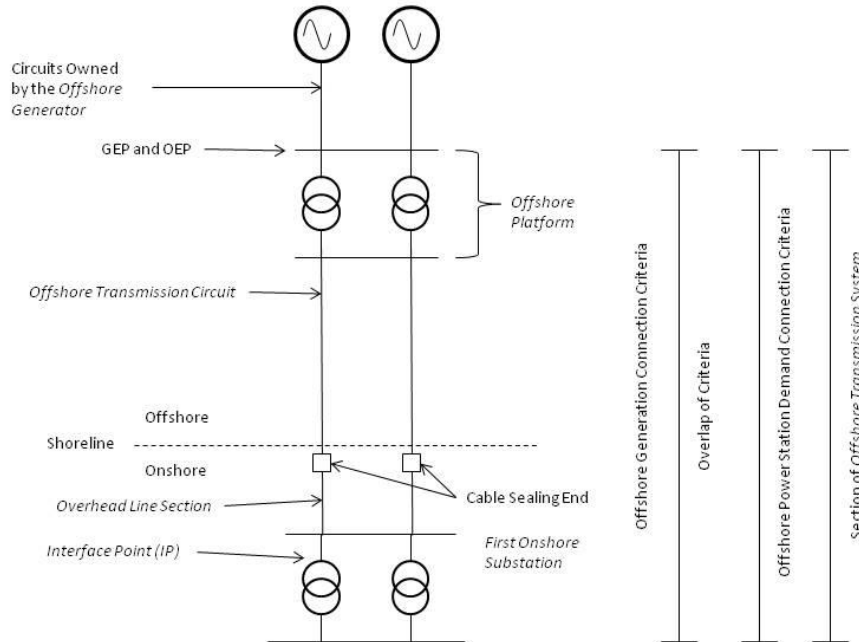 Circuits Owned
by the Offshore
Generator
GEP and OEP
Offshore
Platform
Offshore Transmission Circuit
Offshore
Shoreline
Onshore
Cable Sealing End
Overhead Line Section
Interface Point (IP)
First Onshore
Substation
Offshore Generation Connection Criteria
Overlap of Criteria
Offshore Power Station Demand Connection Criteria
Section of Offshore Transmission System